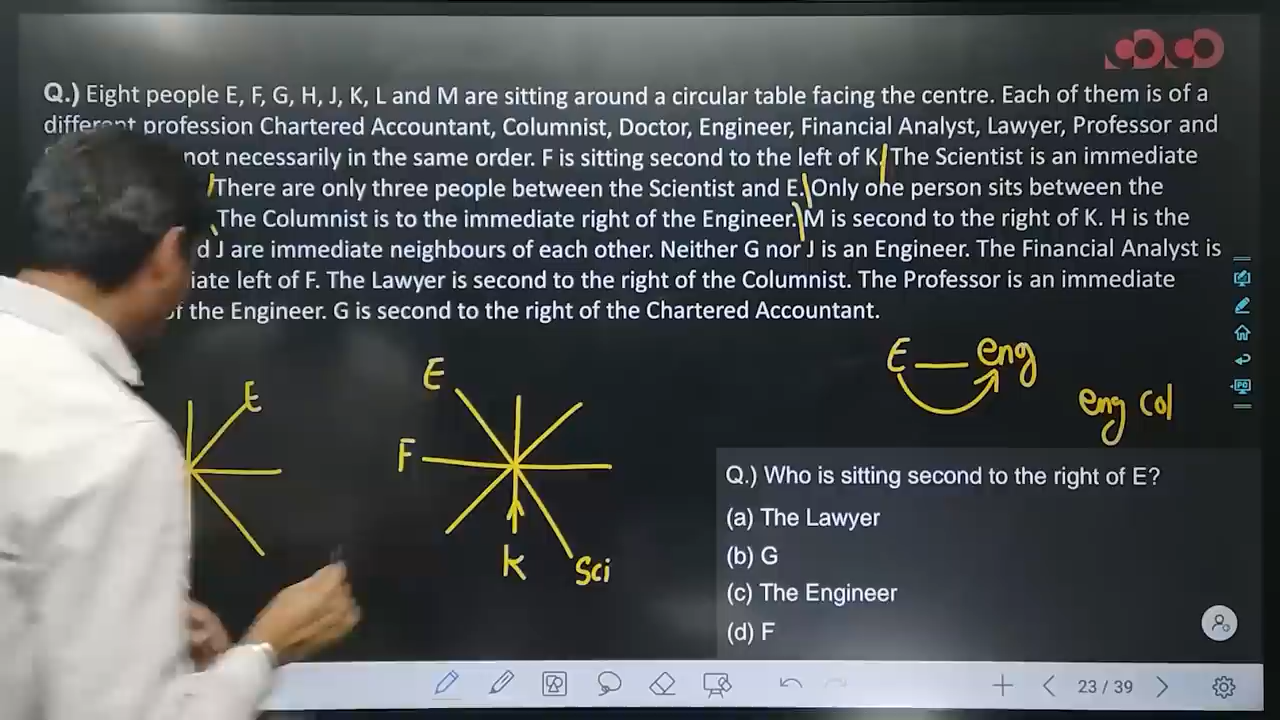 Q.) Eight people E, F, G, H, J, K, L and M are sitting around a circular table facing the centre. Each of them is of a
different profession Chartered Accountant, Columnist, Doctor, Engineer, Financial Analyst, Lawyer, Professor and
not necessarily in the same order. F is sitting second to the left of K. The Scientist is an immediate
There are only three people between the Scientist and E. Only one person sits between the
The Columnist is to the immediate right of the Engineer. M is second to the right of K. H is the
d J are immediate neighbours of each other. Neither G nor J is an Engineer. The Financial Analyst is
iate left of F. The Lawyer is second to the right of the Columnist. The Professor is an immediate
of the Engineer. G is second to the right of the Chartered Accountant.
E — eng
eng Col
E
E
F
K
Sci
Q.) Who is sitting second to the right of E?
(a) The Lawyer
(b) G
(c) The Engineer
(d) F
23 / 39